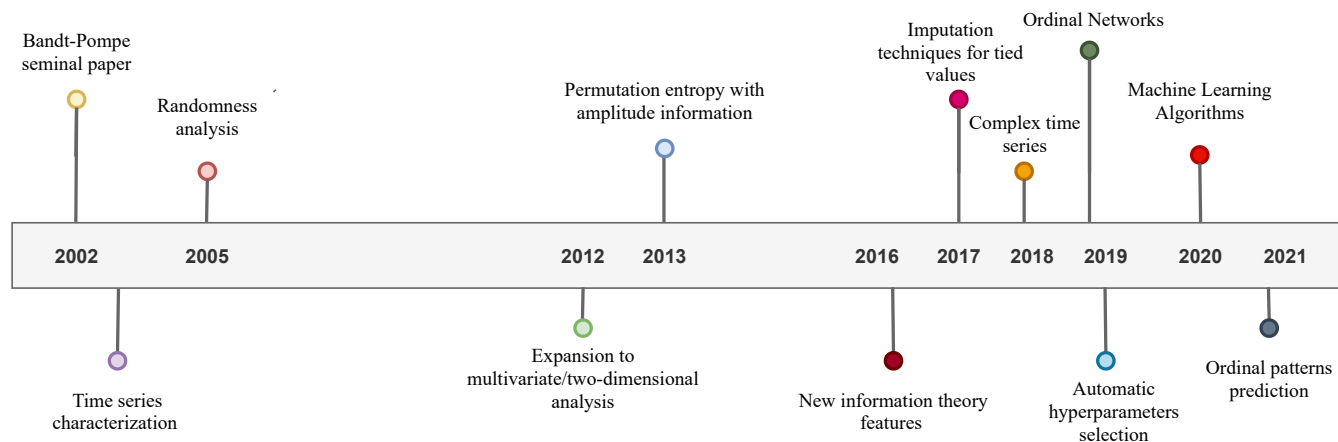 Bandt-Pompe
seminal paper
Randomness
analysis
Permutation entropy with
amplitude information
Imputation
techniques for tied
values
Complex time
series
Ordinal Networks
Machine Learning
Algorithms
2002 2005 2012 2013 2016 2017 2018 2019 2020 2021
Time series
characterization
Expansion to
multivariate/two-dimensional
analysis
New information theory
features
Automatic
hyperparameters
selection
Ordinal patterns
prediction